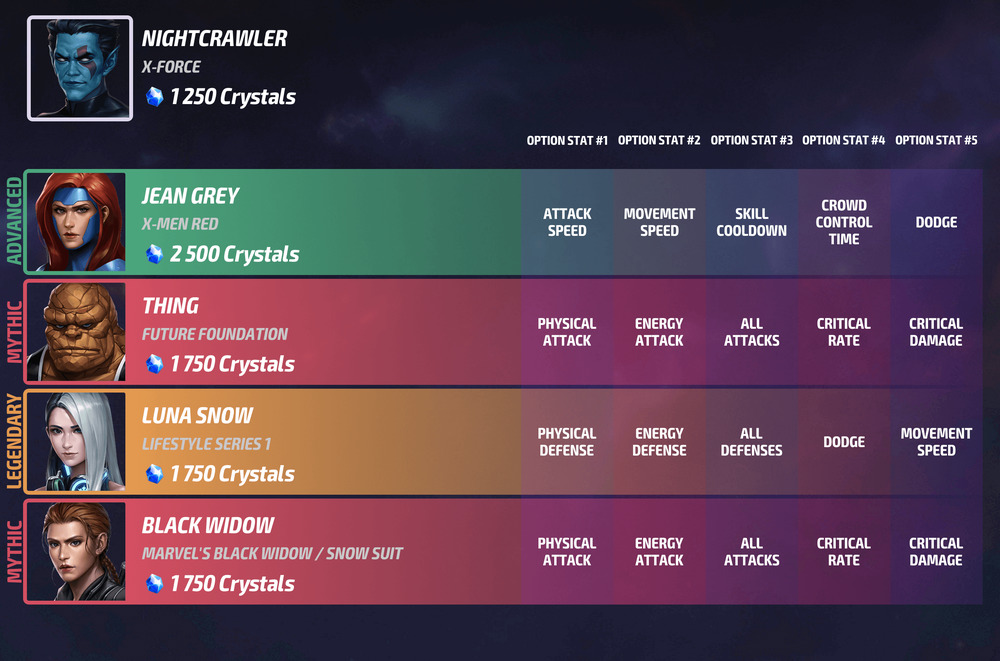 NIGHTCRAWLER
X-FORCE
1 250 Crystals
OPTION STAT #1 OPTION STAT #2 OPTION STAT #3 OPTION STAT #4 OPTION STAT #5
ADVANCED
JEAN GREY
X-MEN RED
2 500 Crystals
ATTACK
SPEED
MOVEMENT
SPEED
SKILL
COOLDOWN
CROWD
CONTROL
TIME
DODGE
MYTHIC
THING
FUTURE FOUNDATION
1 750 Crystals
PHYSICAL
ATTACK
ENERGY
ATTACK
ALL
ATTACKS
CRITICAL
RATE
CRITICAL
DAMAGE
LEGENDARY
LUNA SNOW
LIFESTYLE SERIES 1
1 750 Crystals
PHYSICAL
DEFENSE
ENERGY
DEFENSE
ALL
DEFENSES
DODGE
MOVEMENT
SPEED
MYTHIC
BLACK WIDOW
MARVEL'S BLACK WIDOW / SNOW SUIT
1 750 Crystals
PHYSICAL
ATTACK
ENERGY
ATTACK
ALL
ATTACKS
CRITICAL
RATE
CRITICAL
DAMAGE